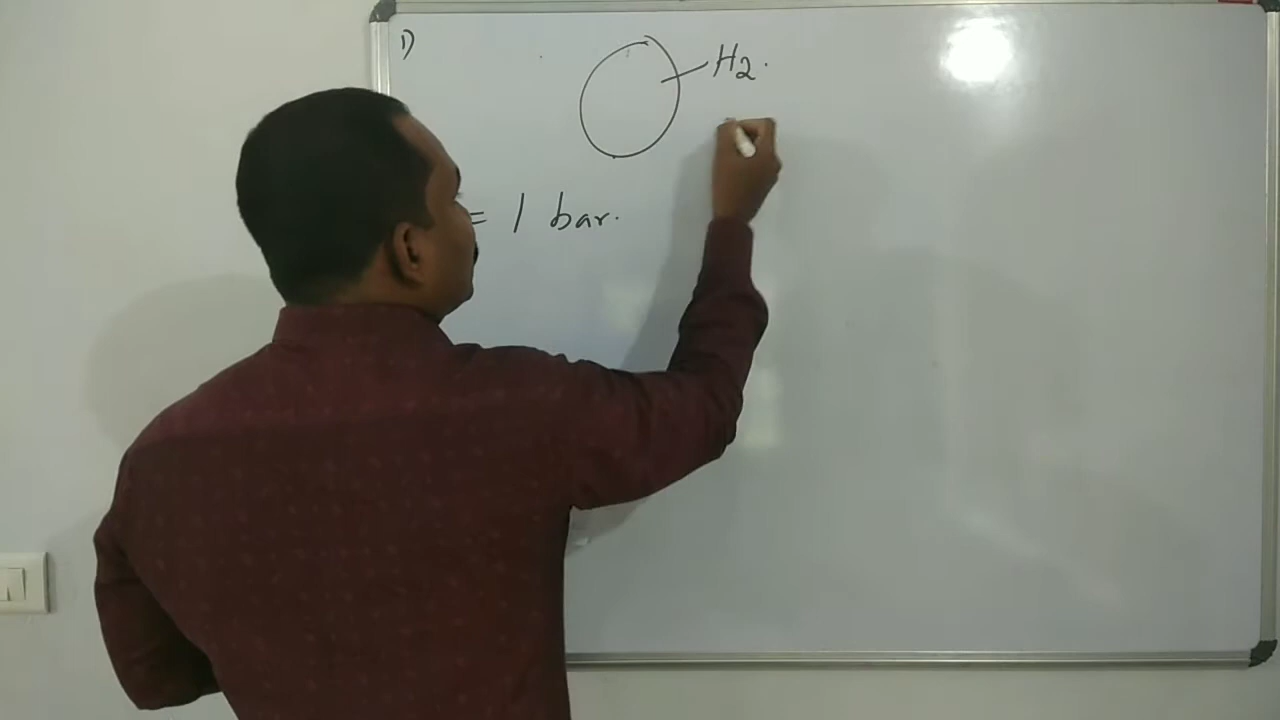 1)
H2.
= 1 bar.